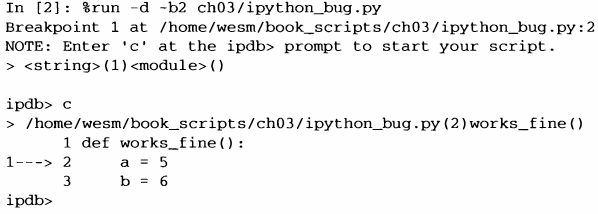 In [2]: %run -d -b2 ch03/ipython_bug.py
Breakpoint 1 at /home/wesm/book_scripts/ch03/ipython_bug.py:2
NOTE: Enter 'c' at the ipdb> prompt to start your script.
> <string>(1)<module>()

ipdb> c
> /home/wesm/book_scripts/ch03/ipython_bug.py(2)works_fine()
      1 def works_fine():
1---> 2     a = 5
      3     b = 6
ipdb>